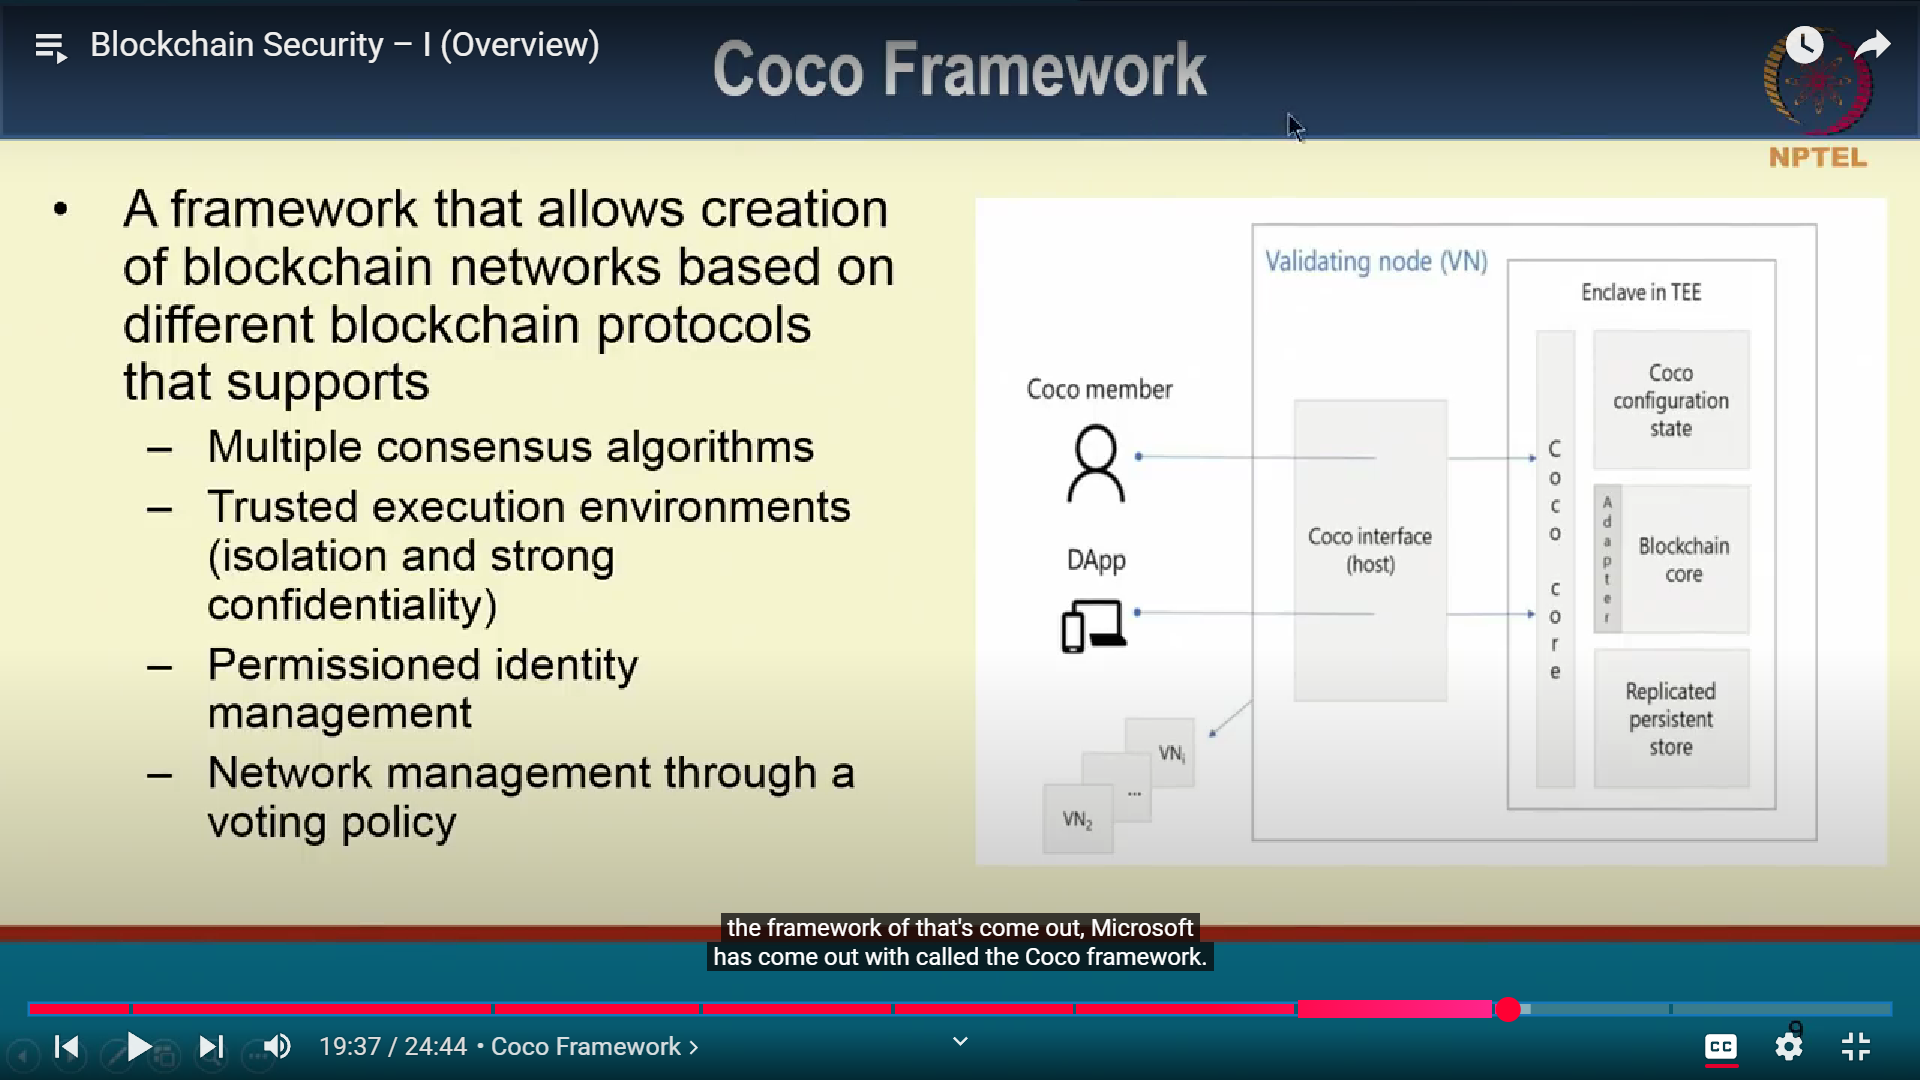 Blockchain Security – I (Overview)
Coco Framework
NPTEL
• A framework that allows creation
of blockchain networks based on
different blockchain protocols
that supports
– Multiple consensus algorithms
– Trusted execution environments
(isolation and strong
confidentiality)
– Permissioned identity
management
– Network management through a
voting policy
Validating node (VN)
Enclave in TEE
Coco member
DApp
Coco interface
(host)
Coco core
Coco
configuration
state
Adapter
Blockchain
core
Replicated
persistent
store
VNi
...
VN2
the framework of that's come out, Microsoft
has come out with called the Coco framework.
9
19:37 / 24:44 • Coco Framework ›
CC